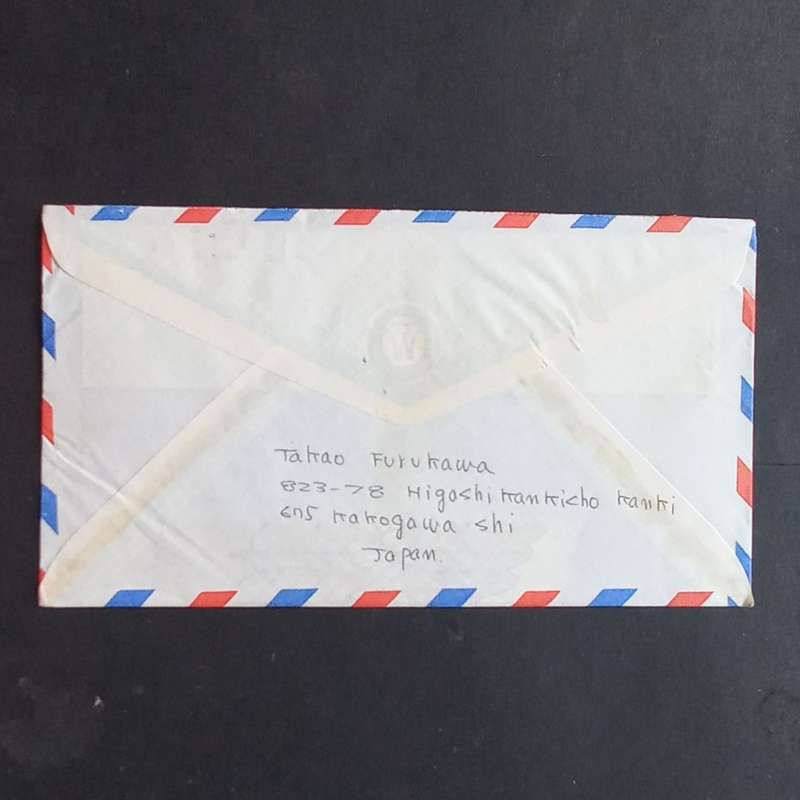 Takao Furukawa
823-78 Higashikankicho Kanki
675 Kakogawa Shi
Japan.